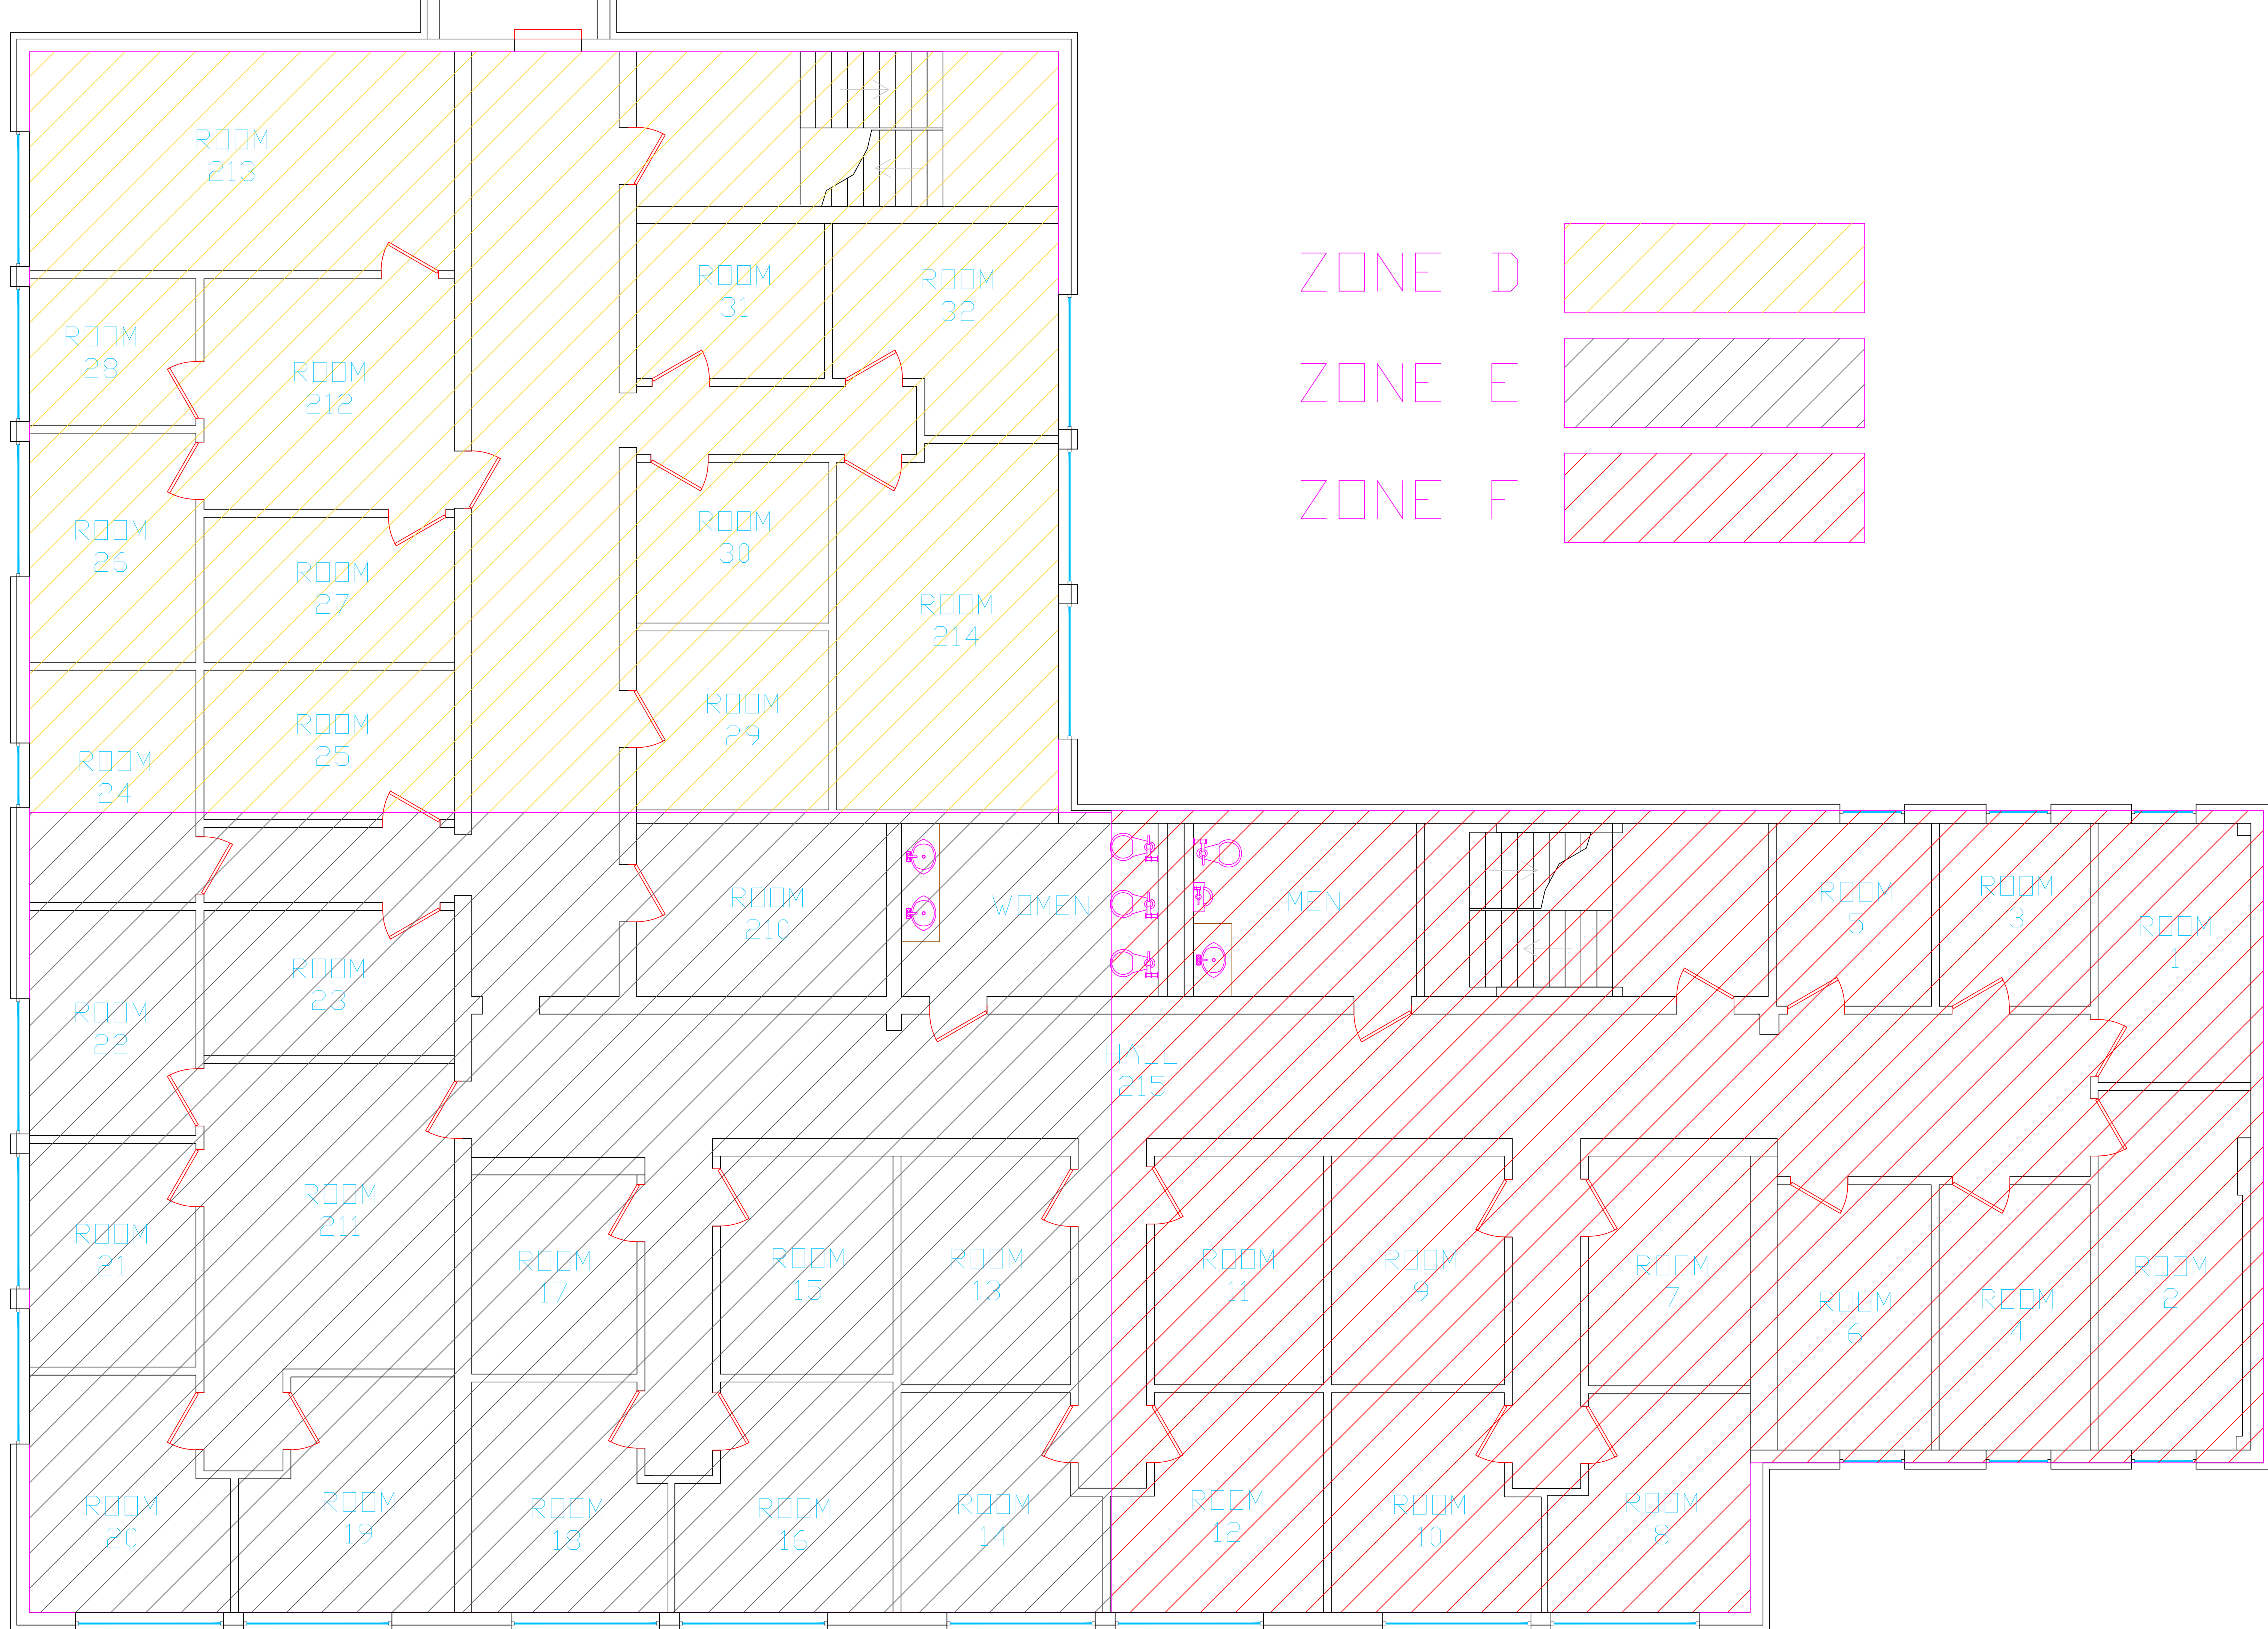 ROOM
213
ROOM
31
ROOM
32
ZONE D
ROOM
28
ROOM
212
ZONE E
ZONE F
ROOM
26
ROOM
27
ROOM
30
ROOM
214
ROOM
24
ROOM
25
ROOM
29
ROOM
210
WOMEN
MEN
ROOM
5
ROOM
3
ROOM
1
ROOM
22
ROOM
23
HALL
215
ROOM
21
ROOM
211
ROOM
17
ROOM
15
ROOM
13
ROOM
11
ROOM
9
ROOM
7
ROOM
6
ROOM
4
ROOM
2
ROOM
20
ROOM
19
ROOM
18
ROOM
16
ROOM
14
ROOM
12
ROOM
10
ROOM
8